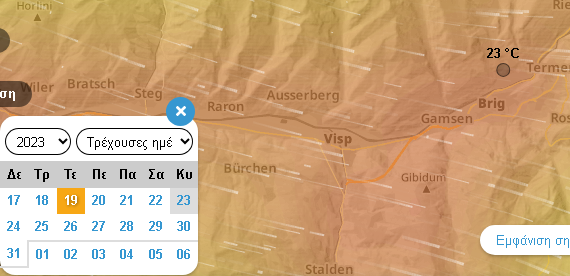 Horlini
Ri
23 °C
Terme
ση
Wiler
Bratsch
Steg
Raron
Ausserberg
Brig
Gamsen
Ros
2023
Τρέχουσες ημέ
Visp
Δε Τρ Τε Πε Πα Σα Κυ
Bürchen
Gibidum
17 18 19 20 21 22 23
24 25 26 27 28 29 30
Εμφάνιση ση
31 01 02 03 04 05 06
Stalden